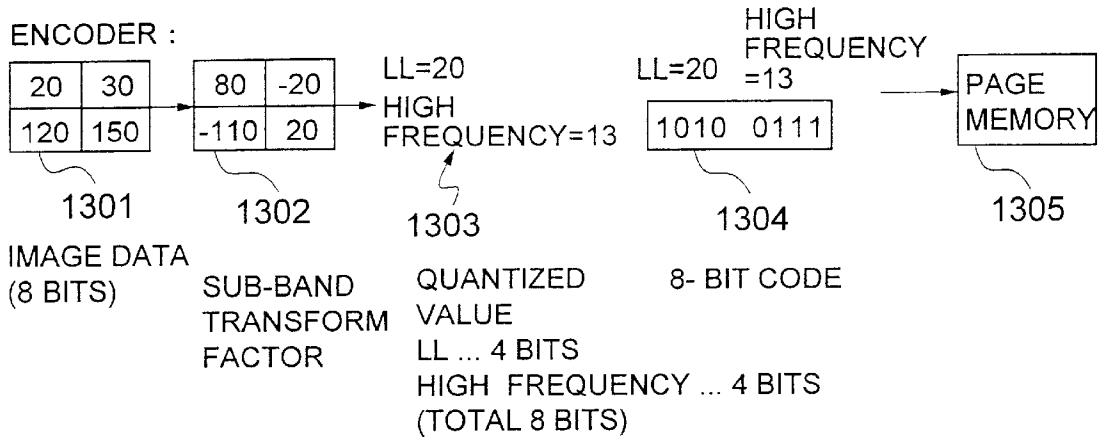 ENCODER :
20 30
120 150
1301
IMAGE DATA
(8 BITS)
80 -20
-110 20
1302
SUB-BAND
TRANSFORM
FACTOR
LL=20
HIGH
FREQUENCY=13
1303
QUANTIZED
VALUE
LL ... 4 BITS
HIGH FREQUENCY ... 4 BITS
(TOTAL 8 BITS)
LL=20
HIGH
FREQUENCY
=13
1010 0111
1304
8- BIT CODE
PAGE
MEMORY
1305